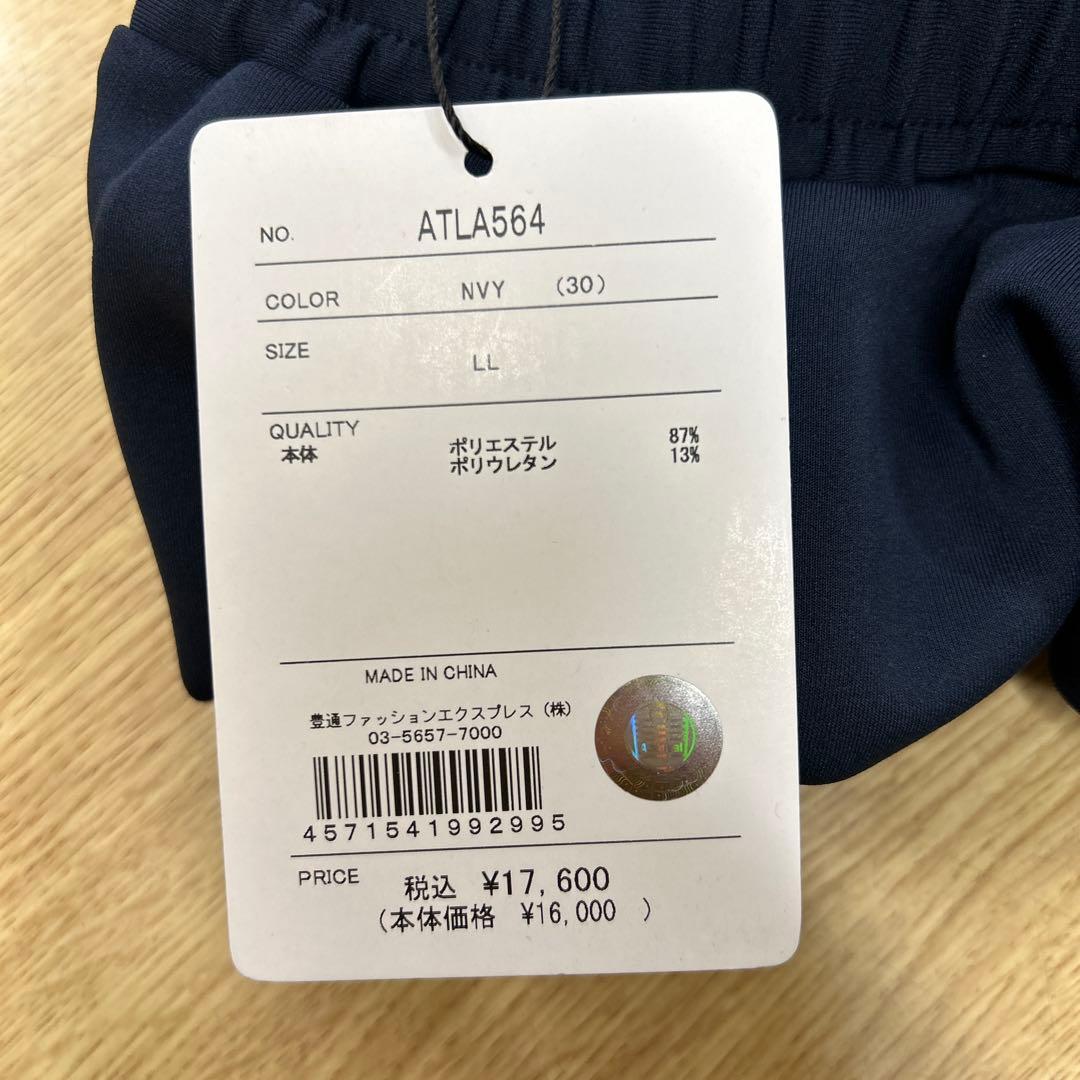 NO. ATLA564
COLOR NVY (30)
SIZE LL
QUALITY
本体 ポリエステル 87%
ポリウレタン 13%
MADE IN CHINA
豊通ファッションエクスプレス(株)
03-5657-7000
4571541992995
PRICE 税込 ¥17,600
(本体価格 ¥16,000 )